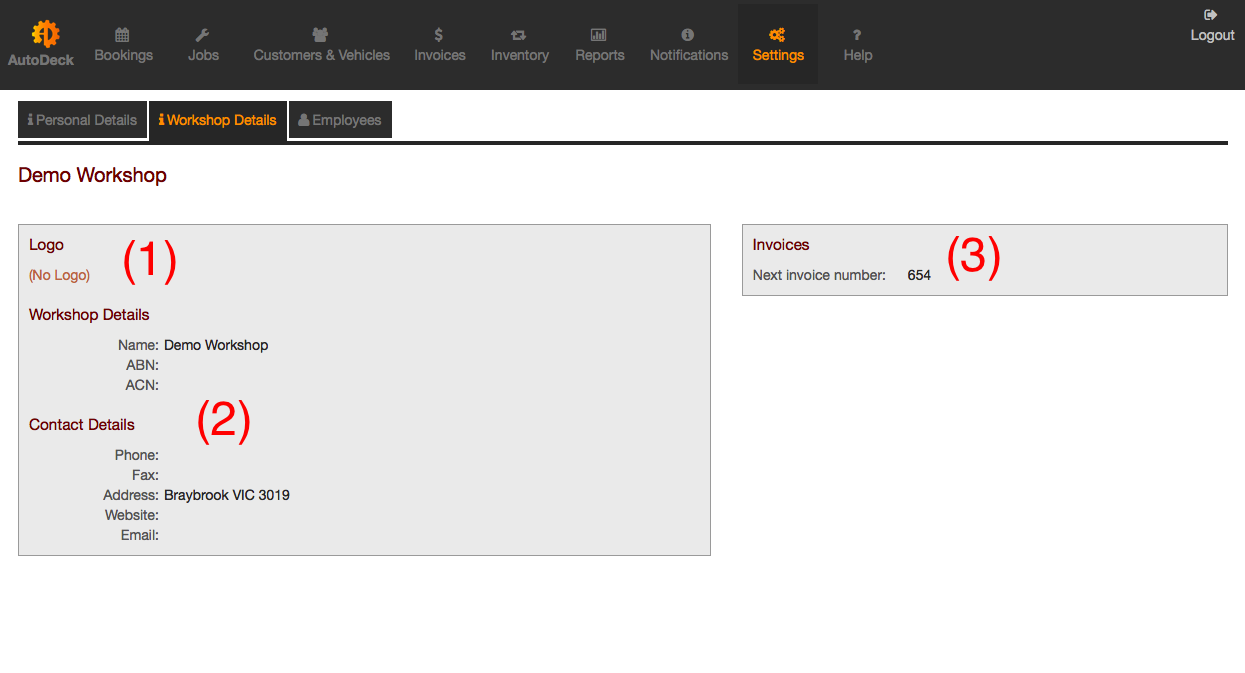 Logout
AutoDeck
Bookings
Jobs
Customers & Vehicles
$
Invoices
Inventory
Reports
Notifications
Settings
?
Help
Personal Details
Workshop Details
Employees
Demo Workshop
Logo
(1)
(No Logo)
Workshop Details
Name: Demo Workshop
ABN:
ACN:
Contact Details
(2)
Phone:
Fax:
Address: Braybrook VIC 3019
Website:
Email:
Invoices
(3)
Next invoice number: 654